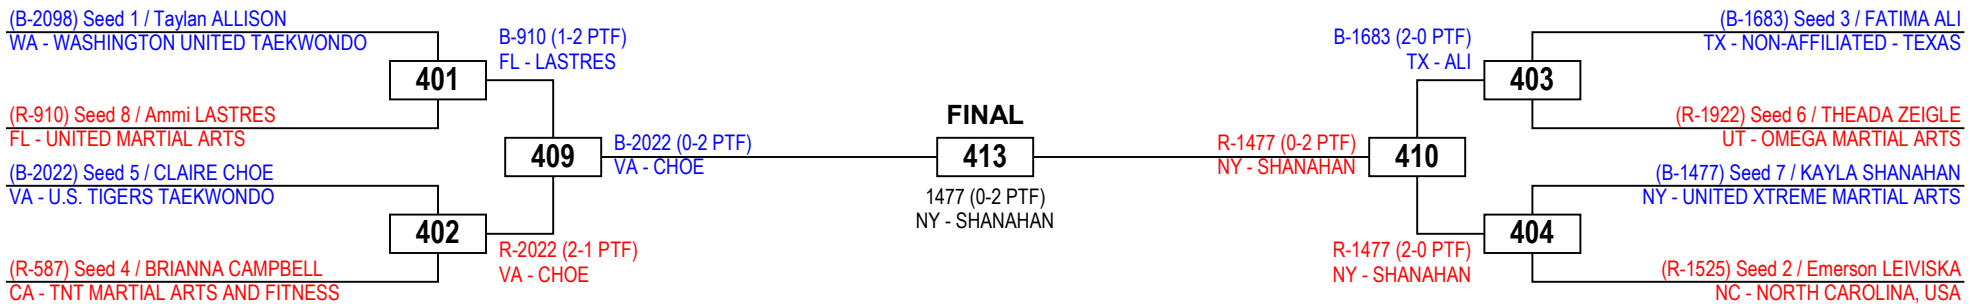 (B-2098) Seed 1 / Taylan ALLISON
WA - WASHINGTON UNITED TAEKWONDO
401
(R-910) Seed 8 / Ammi LASTRES
FL - UNITED MARTIAL ARTS
B-910 (1-2 PTF)
FL - LASTRES
409
(B-2022) Seed 5 / CLAIRE CHOE
VA - U.S. TIGERS TAEKWONDO
402
(R-587) Seed 4 / BRIANNA CAMPBELL
CA - TNT MARTIAL ARTS AND FITNESS
R-2022 (2-1 PTF)
VA - CHOE
B-2022 (0-2 PTF)
VA - CHOE
FINAL
413
1477 (0-2 PTF)
NY - SHANAHAN
R-1477 (0-2 PTF)
NY - SHANAHAN
410
B-1683 (2-0 PTF)
TX - ALI
(B-1683) Seed 3 / FATIMA ALI
TX - NON-AFFILIATED - TEXAS
403
(R-1922) Seed 6 / THEADA ZEIGLE
UT - OMEGA MARTIAL ARTS
(B-1477) Seed 7 / KAYLA SHANAHAN
NY - UNITED XTREME MARTIAL ARTS
404
R-1477 (2-0 PTF)
NY - SHANAHAN
(R-1525) Seed 2 / Emerson LEIVISKA
NC - NORTH CAROLINA, USA